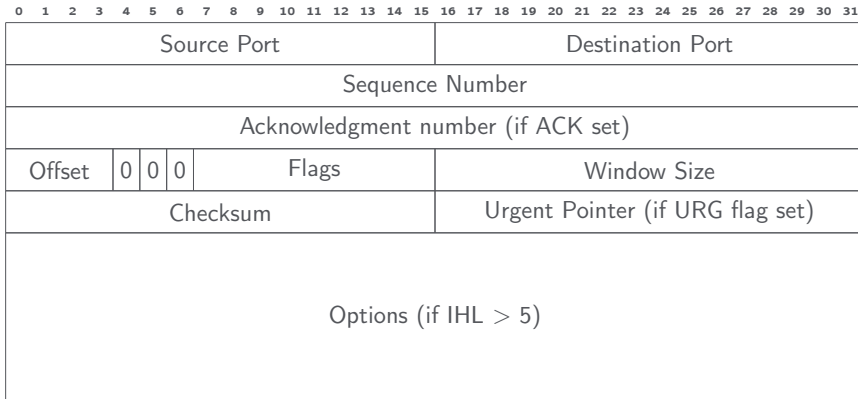 0 1 2 3 4 5 6 7 8 9 10 11 12 13 14 15 16 17 18 19 20 21 22 23 24 25 26 27 28 29 30 31
Source Port Destination Port
Sequence Number
Acknowledgment number (if ACK set)
Offset 0 0 0 Flags Window Size
Checksum Urgent Pointer (if URG flag set)
Options (if IHL > 5)